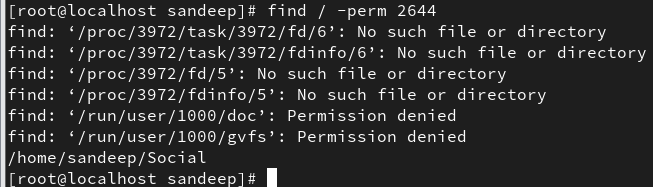 [root@localhost sandeep]# find / -perm 2644
find: ‘/proc/3972/task/3972/fd/6’: No such file or directory
find: ‘/proc/3972/task/3972/fdinfo/6’: No such file or directory
find: ‘/proc/3972/fd/5’: No such file or directory
find: ‘/proc/3972/fdinfo/5’: No such file or directory
find: ‘/run/user/1000/doc’: Permission denied
find: ‘/run/user/1000/gvfs’: Permission denied
/home/sandeep/Social
[root@localhost sandeep]#